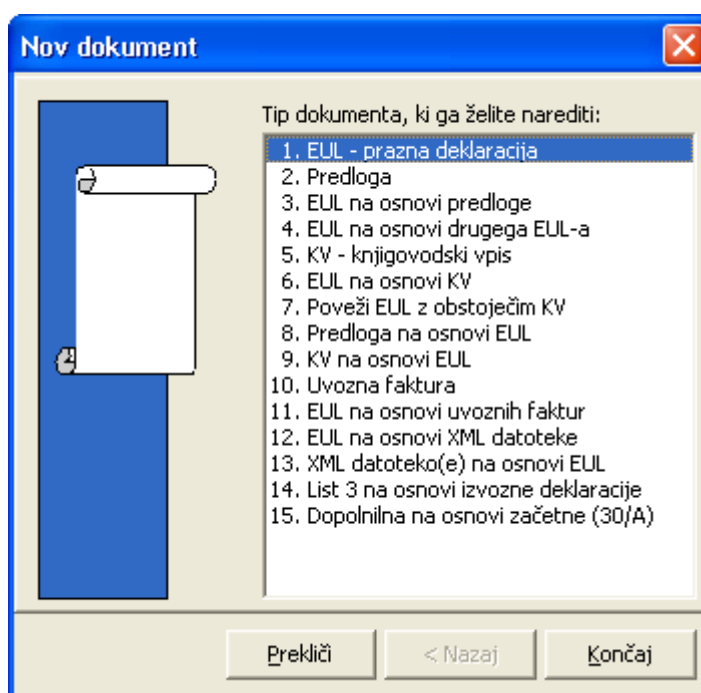 Nov dokument
Tip dokumenta, ki ga želite narediti:
1. EUL - prazna deklaracija
2. Predloga
3. EUL na osnovi predloge
4. EUL na osnovi drugega EUL-a
5. KV - knjigovodski vpis
6. EUL na osnovi KV
7. Poveži EUL z obstoječim KV
8. Predloga na osnovi EUL
9. KV na osnovi EUL
10. Uvozna faktura
11. EUL na osnovi uvoznih faktur
12. EUL na osnovi XML datoteke
13. XML datoteko(e) na osnovi EUL
14. List 3 na osnovi izvozne deklaracije
15. Dopolnilna na osnovi začetne (30/A)
Prekliči < Nazaj Končaj